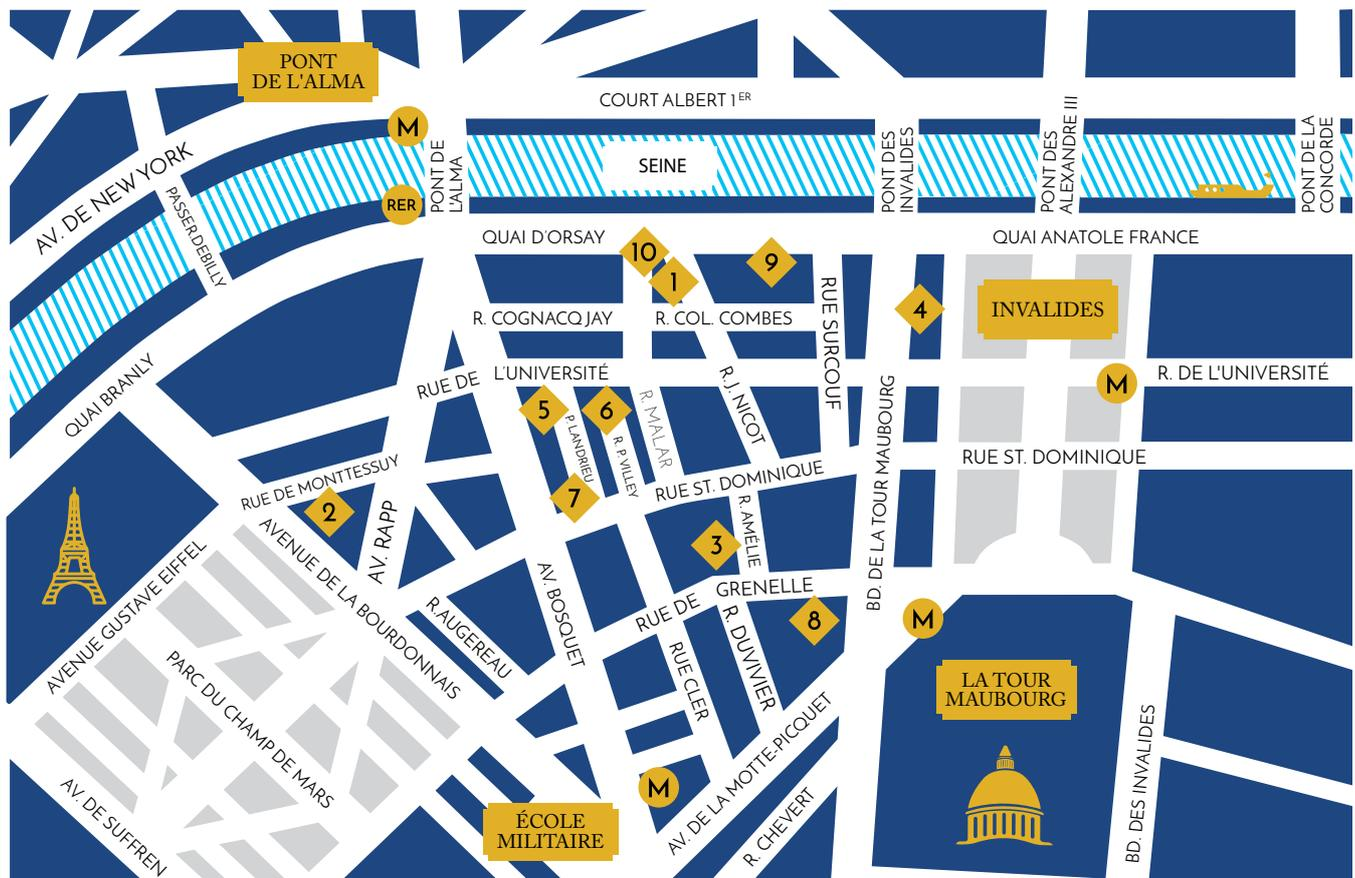 PONT
DE L'ALMA
COURT ALBERT 1ER
M
AV. DE NEW YORK
PASSER.DEBILLY
RER
PONT DE
L'ALMA
SEINE
PONT DES
INVALIDES
PONT DES
ALEXANDRE III
PONT DE LA
CONCORDE
QUAI D'ORSAY
QUAI ANATOLE FRANCE
10
1
9
4
INVALIDES
R. COGNACQ JAY
R. COL. COMBES
RUE SURCOUF
QUAI BRANLY
RUE DE
L'UNIVERSITÉ
M
R. DE L'UNIVERSITÉ
5
6
P. LANDRIEU
R. P. VILLEY
R. MALAR
R. J. NICOT
BD. DE LA TOUR MAUBOURG
RUE DE MONTTESSUY
2
7
RUE ST. DOMINIQUE
RUE ST. DOMINIQUE
AV. RAPP
3
R. AMÉLIE
AVENUE GUSTAVE EIFFEL
AVENUE DE LA BOURDONNAIS
AV. BOSQUET
R.AUGEREAU
RUE DE
GRENELLE
8
M
R. DUVIVIER
RUE CLER
PARC DU CHAMP DE MARS
LA TOUR
MAUBOURG
AV. DE LA MOTTE-PICQUET
M
AV. DE SUFFREN
ÉCOLE
MILITAIRE
R. CHEVERT
BD. DES INVALIDES